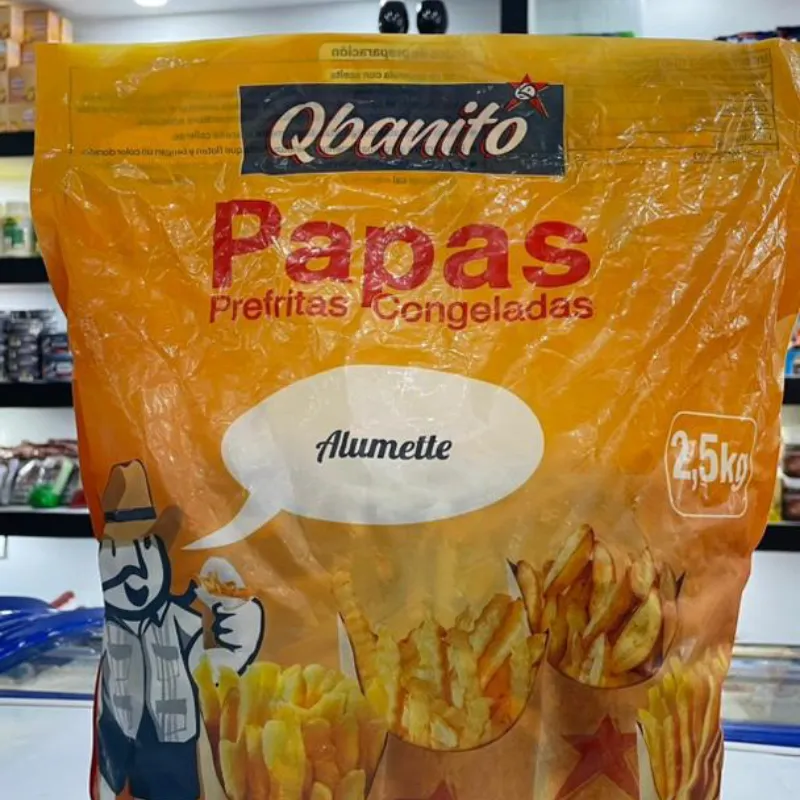 Qbanito
Papas
Prefritas Congeladas
Alumette
2,5kg